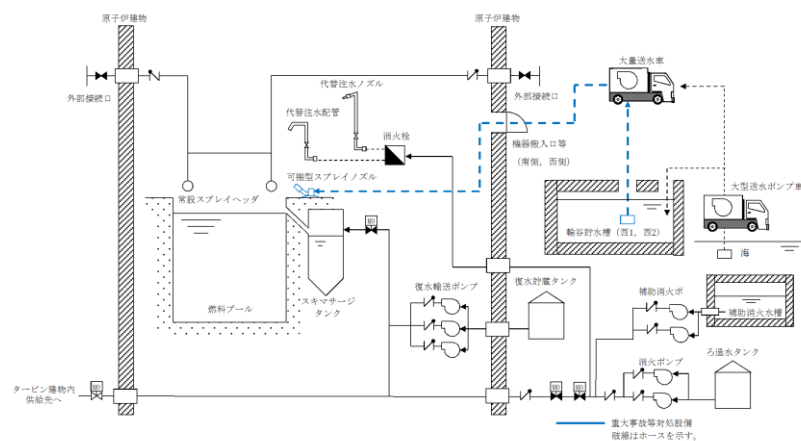 原子炉建物
原子炉建物
大量送水車
代替注水ノズル
外部接続口
外部接続口
代替注水配管
消火栓
機器搬入口等
（南側，西側）
可搬型スプレイノズル
常設スプレイヘッダ
大型送水ポンプ車
輪谷貯水槽（西1，西2）
海
MO
復水輸送ポンプ
復水貯蔵タンク
補助消火ポ
スキマサージ
タンク
燃料プール
補助消火水槽
消火ポンプ
ろ過水タンク
タービン建物内
供給先へ
MO
MO
MO
重大事故等対処設備
破線はホースを示す。